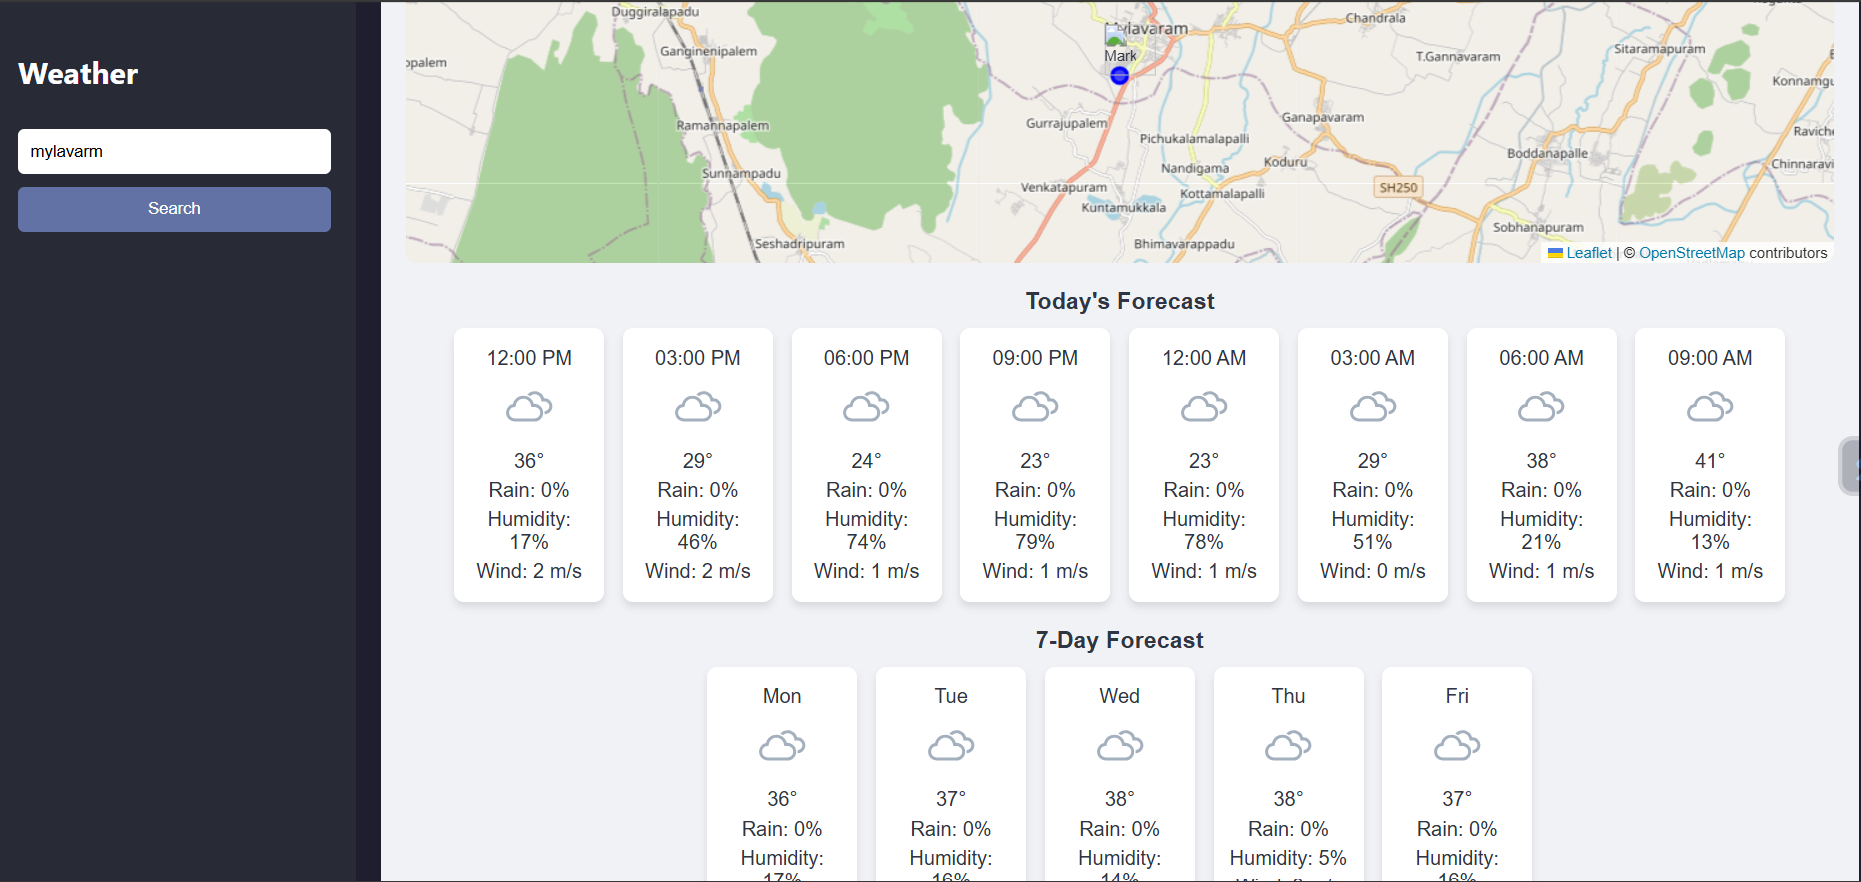 Weather
mylavarm
Search
Duggiralapadu
Chandrala
Mylavaram
Sitaramapuram
Ganginenipalem
opalem
Mark
T.Gannavaram
Konnamgu
Ramannapalem
Gurrajupalem
Ganapavaram
Raviche
Pichukalamalapalli
Boddanapalle
Chinnaravi
Sunnampadu
Nandigama
Koduru
Venkatapuram
Kottamalapalli
SH250
Kuntamukkala
Sobhanapuram
Seshadripuram
Bhimavarappadu
Leaflet | © OpenStreetMap contributors
Today's Forecast
12:00 PM 03:00 PM 06:00 PM 09:00 PM 12:00 AM 03:00 AM 06:00 AM 09:00 AM
36° 29° 24° 23° 23° 29° 38° 41°
Rain: 0% Rain: 0% Rain: 0% Rain: 0% Rain: 0% Rain: 0% Rain: 0% Rain: 0%
Humidity: Humidity: Humidity: Humidity: Humidity: Humidity: Humidity: Humidity:
17% 46% 74% 79% 78% 51% 21% 13%
Wind: 2 m/s Wind: 2 m/s Wind: 1 m/s Wind: 1 m/s Wind: 1 m/s Wind: 0 m/s Wind: 1 m/s Wind: 1 m/s
7-Day Forecast
Mon Tue Wed Thu Fri
36° 37° 38° 38° 37°
Rain: 0% Rain: 0% Rain: 0% Rain: 0% Rain: 0%
Humidity: Humidity: Humidity: Humidity: 5% Humidity:
17% 16% 14% 16%